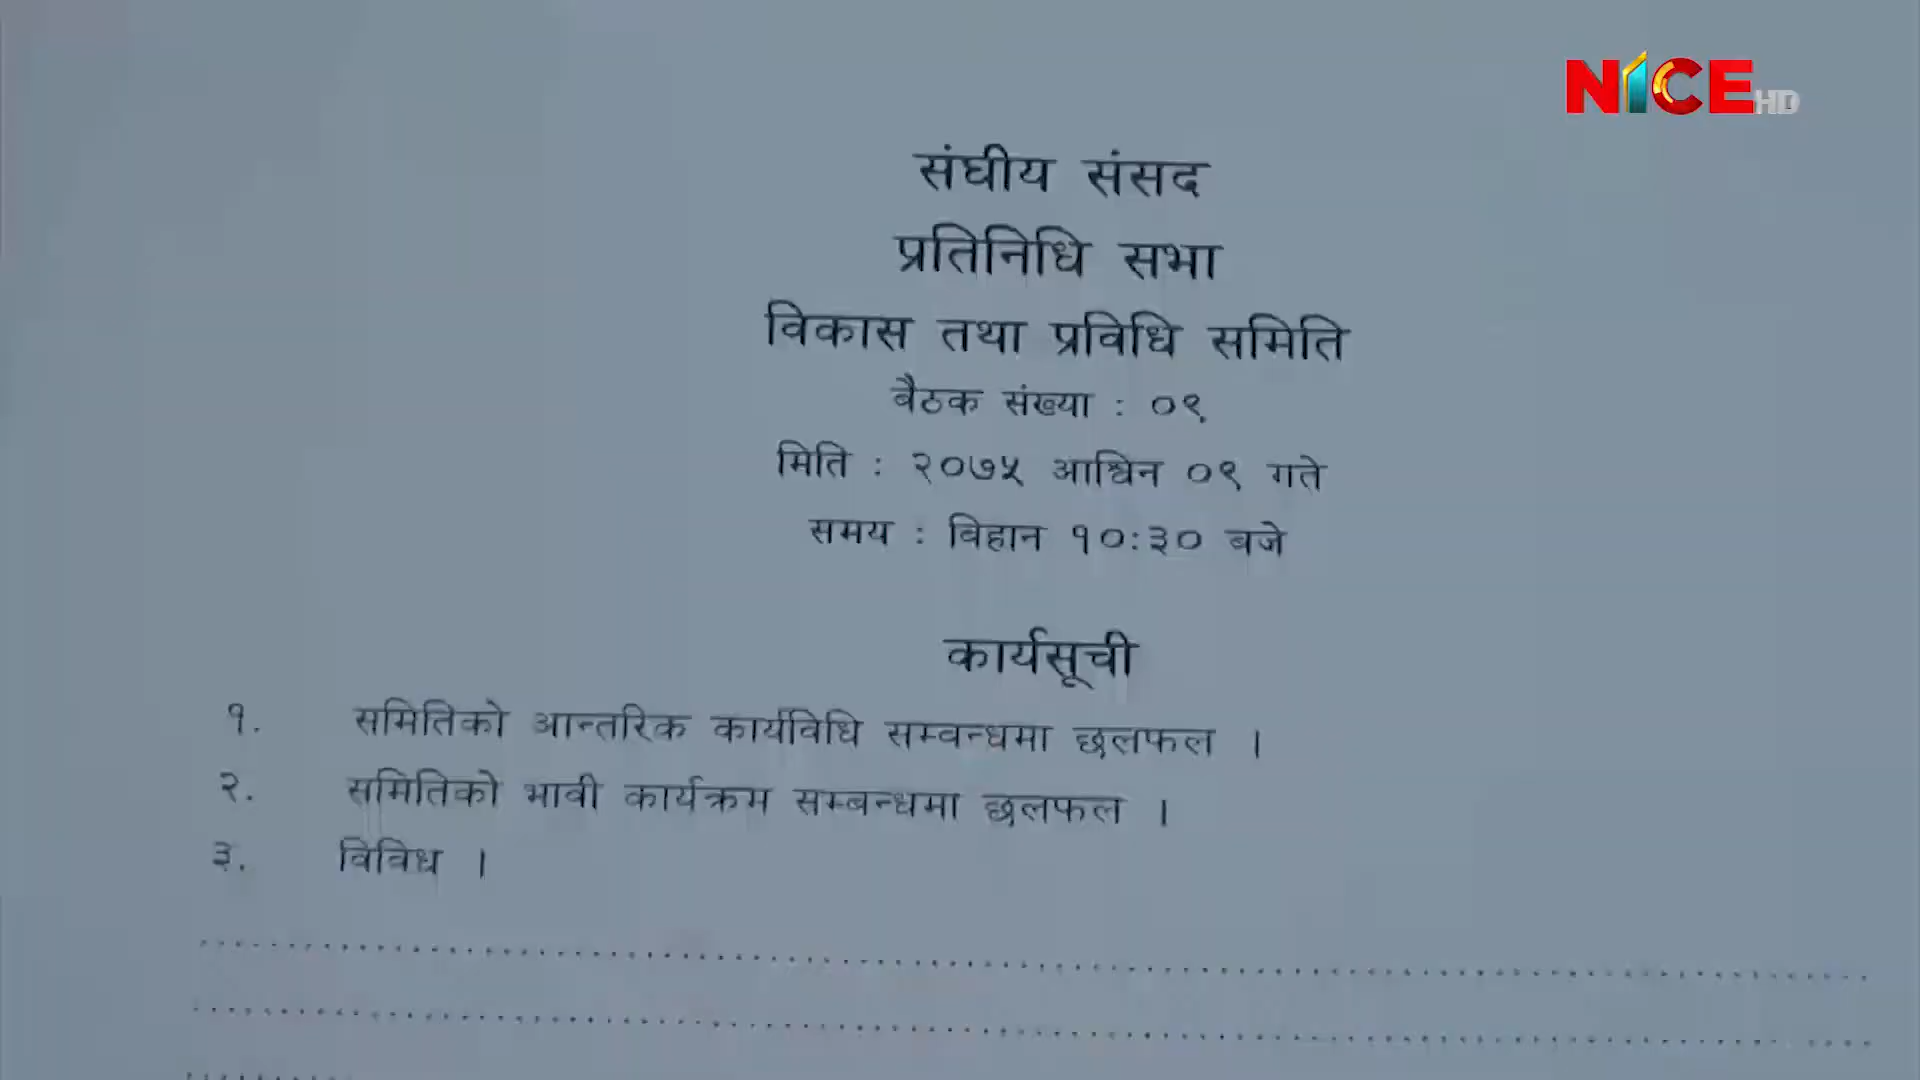 NICE HD
संघीय संसद
प्रतिनिधि सभा
विकास तथा प्रविधि समिति
बैठक संख्या : ०९
मिति : २०७५ आश्विन ०९ गते
समय : विहान १०:३० बजे
कार्यसूची
१. समितिको आन्तरिक कार्यविधि सम्वन्धमा छलफल ।
२. समितिको भावी कार्यक्रम सम्बन्धमा छलफल ।
३. विविध ।